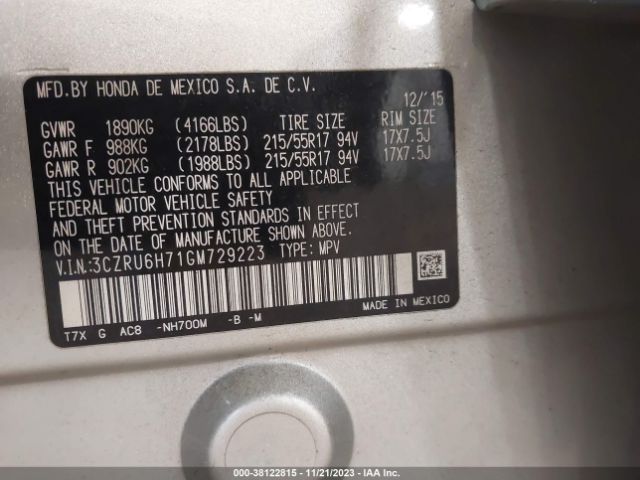 MFD.BY HONDA DE MEXICO S.A. DE C.V.
12/'15
GVWR 1890KG (4166LBS) TIRE SIZE RIM SIZE
GAWR F 988KG (2178LBS) 215/55R17 94V 17X7.5J
GAWR R 902KG (1988LBS) 215/55R17 94V 17X7.5J
THIS VEHICLE CONFORMS TO ALL APPLICABLE
FEDERAL MOTOR VEHICLE SAFETY
AND THEFT PREVENTION STANDARDS IN EFFECT
ON THE DATE OF MANUFACTURE SHOWN ABOVE.
V.I.N:3CZRU6H71GM729223 TYPE: MPV
MADE IN MEXICO
T7X G AC8 -NH700M -B -M
000-38122815 - 11/21/2023 - IAA Inc.